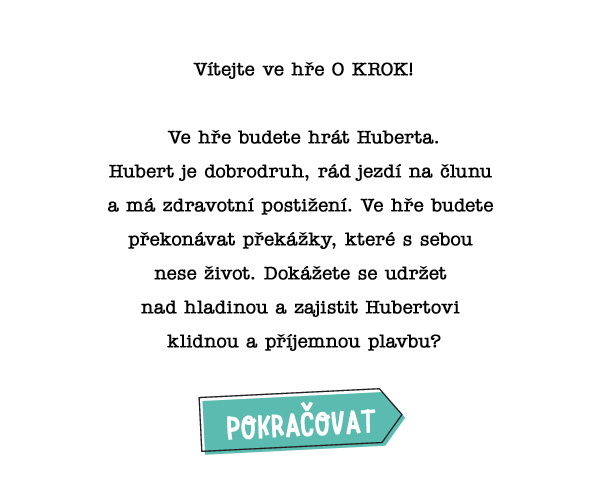 Vítejte ve hře O KROK!
Ve hře budete hrát Huberta.
Hubert je dobrodruh, rád jezdí na člunu
a má zdravotní postižení. Ve hře budete
překonávat překážky, které s sebou
nese život. Dokážete se udržet
nad hladinou a zajistit Hubertovi
klidnou a příjemnou plavbu?
POKRAČOVAT